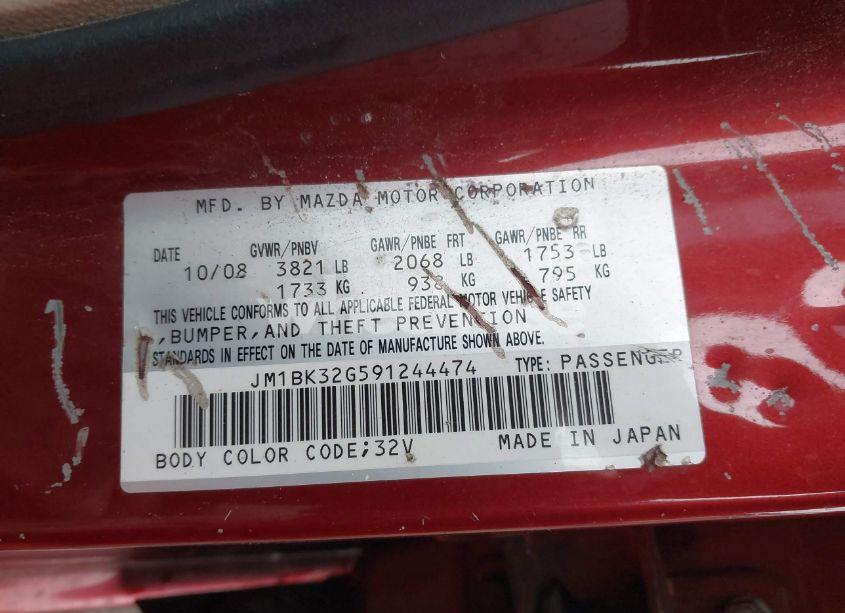 MFD. BY MAZDA MOTOR CORPORATION
DATE GVWR/PNBV GAWR/PNBE FRT GAWR/PNBE RR
10/08 3821 LB 2068 LB 1753 LB
1733 KG KG 795 KG
THIS VEHICLE CONFORMS TO ALL APPLICABLE FEDERAL MOTOR VEHICLE SAFETY
,BUMPER,AND THEFT PREVENTION
STANDARDS IN EFFECT ON THE DATE OF MANUFACTURE SHOWN ABOVE.
JM1BK32G591244474 TYPE: PASSENGER
BODY COLOR CODE;32V MADE IN JAPAN